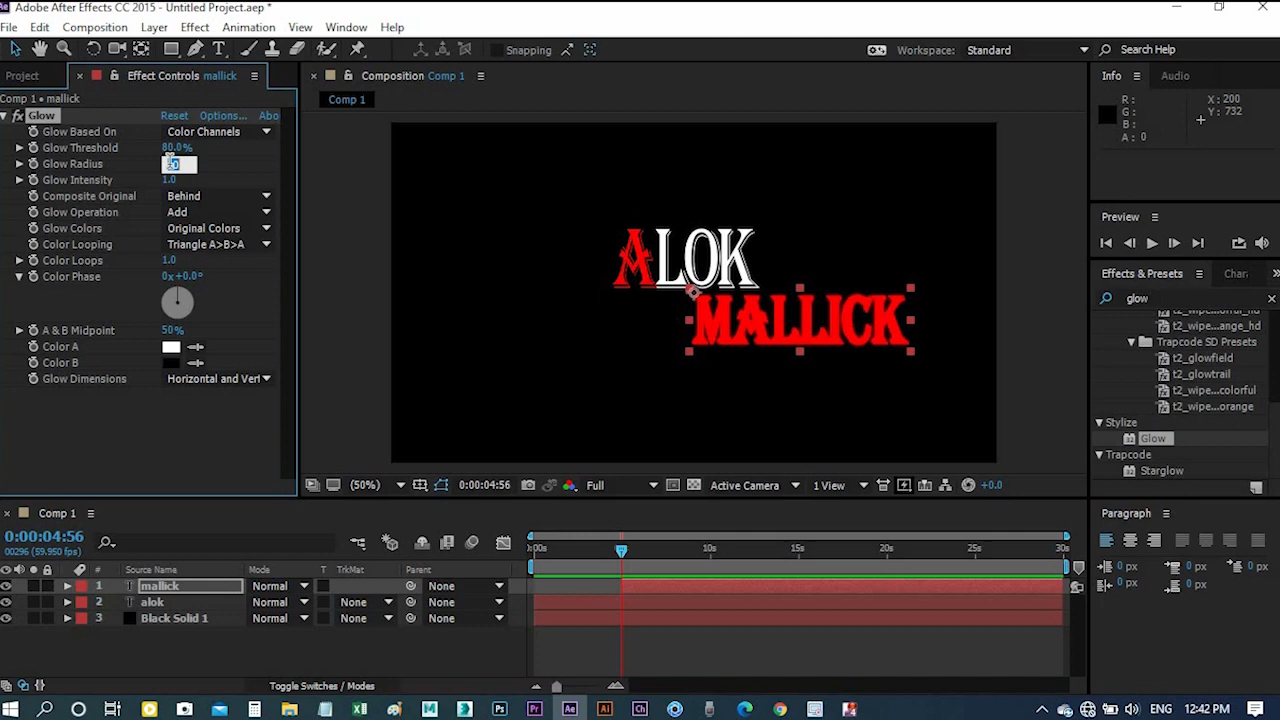 Adobe After Effects CC 2015 - Untitled Project.aep *
File Edit Composition Layer Effect Animation View Window Help
Snapping Workspace: Standard Search Help
Project Effect Controls mallick Composition Comp 1 Info Audio
Comp 1 • mallick Comp 1
R: X: 200
G: Y: 732
B:
A: 0
fx Glow Reset Options... Abo
Glow Based On Color Channels
Glow Threshold 80.0%
Glow Radius
Glow Intensity 1.0
Composite Original Behind
Glow Operation Add
Glow Colors Original Colors
Color Looping Triangle A>B>A
Color Loops 1.0
Color Phase 0x+0.0°
A & B Midpoint 50%
Color A
Color B
Glow Dimensions Horizontal and Vert
ALOK
MALLICK
Preview
Effects & Presets Char
glow
t2_wipe...ange_hd
Trapcode SD Presets
t2_glowfield
t2_glowtrail
t2_wipe...colorful
t2_wipe...orange
Stylize
Glow
Trapcode
Starglow
(50%) 0:00:04:56 Full Active Camera 1 View +0.0
Comp 1 Paragraph
0:00:04:56
00296 (59.950 fps)
:00s 10s 15s 20s 25s 30s
0 px 0 px 0 px
0 px 0 px
# Source Name Mode T TrkMat Parent
1 T mallick Normal None
2 T alok Normal None None
3 Black Solid 1 Normal None None
Toggle Switches / Modes
ENG 12:42 PM